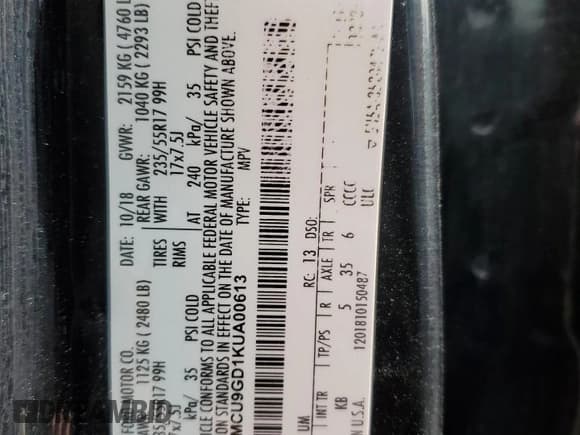 FORD MOTOR CO.
DATE: 10/18 GVWR: 2159 KG ( 4760 L
1125 KG ( 2480 LB) REAR GAWR: 1040 KG ( 2293 LB)
235/55R17 99H TIRES WITH 235/55R17 99H
17x7.5J RIMS 17x7.5J
kPa/ 35 PSI COLD AT 240 kPa/ 35 PSI COLD
ICLE CONFORMS TO ALL APPLICABLE FEDERAL MOTOR VEHICLE SAFETY AND THEFT
ON STANDARDS IN EFFECT ON THE DATE OF MANUFACTURE SHOWN ABOVE.
MCU9GD1KUA00613 TYPE: MPV
UM RC: 13 DSO:
INT TR TP/PS R AXLE TR SPR
KB 5 35 6 CCCC
N U.S.A. 1201810150487 ULC
DREAMBID